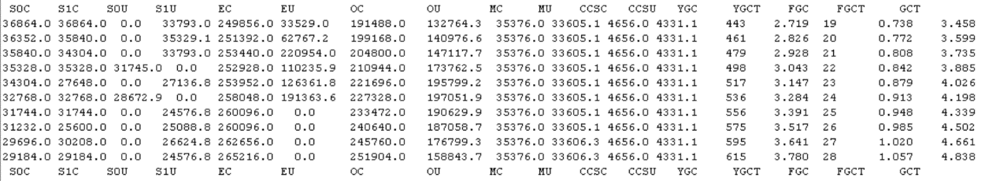 S0C S1C S0U S1U EC EU OC OU MC MU CCSC CCSU YGC YGCT FGC FGCT GCT
36864.0 36864.0 0.0 33793.0 249856.0 33529.0 191488.0 132764.3 35376.0 33605.1 4656.0 4331.1 443 2.719 19 0.738 3.458
36352.0 35840.0 0.0 35329.1 251392.0 62767.2 199168.0 140976.6 35376.0 33605.1 4656.0 4331.1 461 2.826 20 0.772 3.599
35840.0 34304.0 0.0 33793.0 253440.0 220954.0 204800.0 147117.7 35376.0 33605.1 4656.0 4331.1 479 2.928 21 0.808 3.735
35328.0 35328.0 31745.0 0.0 252928.0 110235.9 210944.0 173762.5 35376.0 33605.1 4656.0 4331.1 498 3.043 22 0.842 3.885
34304.0 27648.0 0.0 27136.8 253952.0 126361.8 221696.0 195799.2 35376.0 33605.1 4656.0 4331.1 517 3.147 23 0.879 4.026
32768.0 32768.0 28672.9 0.0 258048.0 191363.6 227328.0 197051.9 35376.0 33605.1 4656.0 4331.1 536 3.284 24 0.913 4.198
31744.0 31744.0 0.0 24576.8 260096.0 0.0 233472.0 190629.9 35376.0 33605.1 4656.0 4331.1 556 3.391 25 0.948 4.339
31232.0 25600.0 0.0 25088.8 260096.0 0.0 240640.0 187058.7 35376.0 33605.1 4656.0 4331.1 575 3.517 26 0.985 4.502
29696.0 30208.0 0.0 26624.8 262656.0 0.0 245760.0 176799.3 35376.0 33606.3 4656.0 4331.1 595 3.641 27 1.020 4.661
29184.0 29184.0 0.0 24576.8 265216.0 0.0 251904.0 158843.7 35376.0 33606.3 4656.0 4331.1 615 3.780 28 1.057 4.838
S0C S1C S0U S1U EC EU OC OU MC MU CCSC CCSU YGC YGCT FGC FGCT GCT